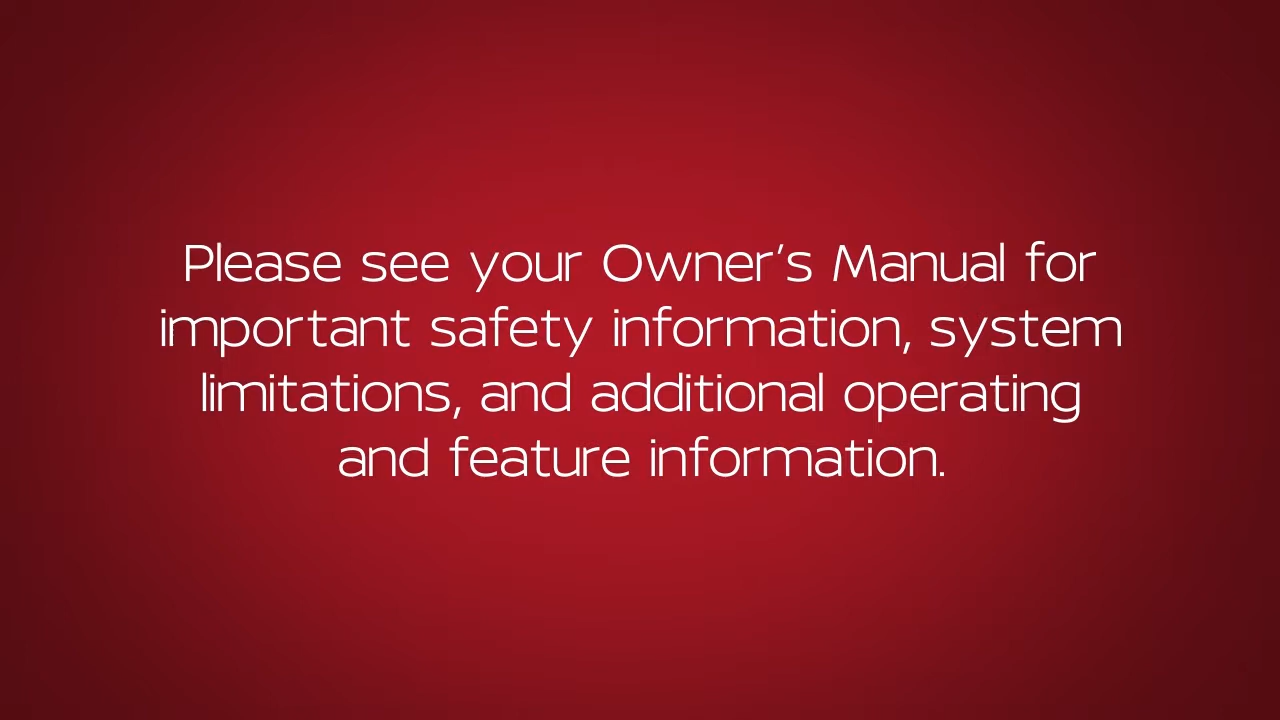 Please see your Owner’s Manual for
important safety information, system
limitations, and additional operating
and feature information.